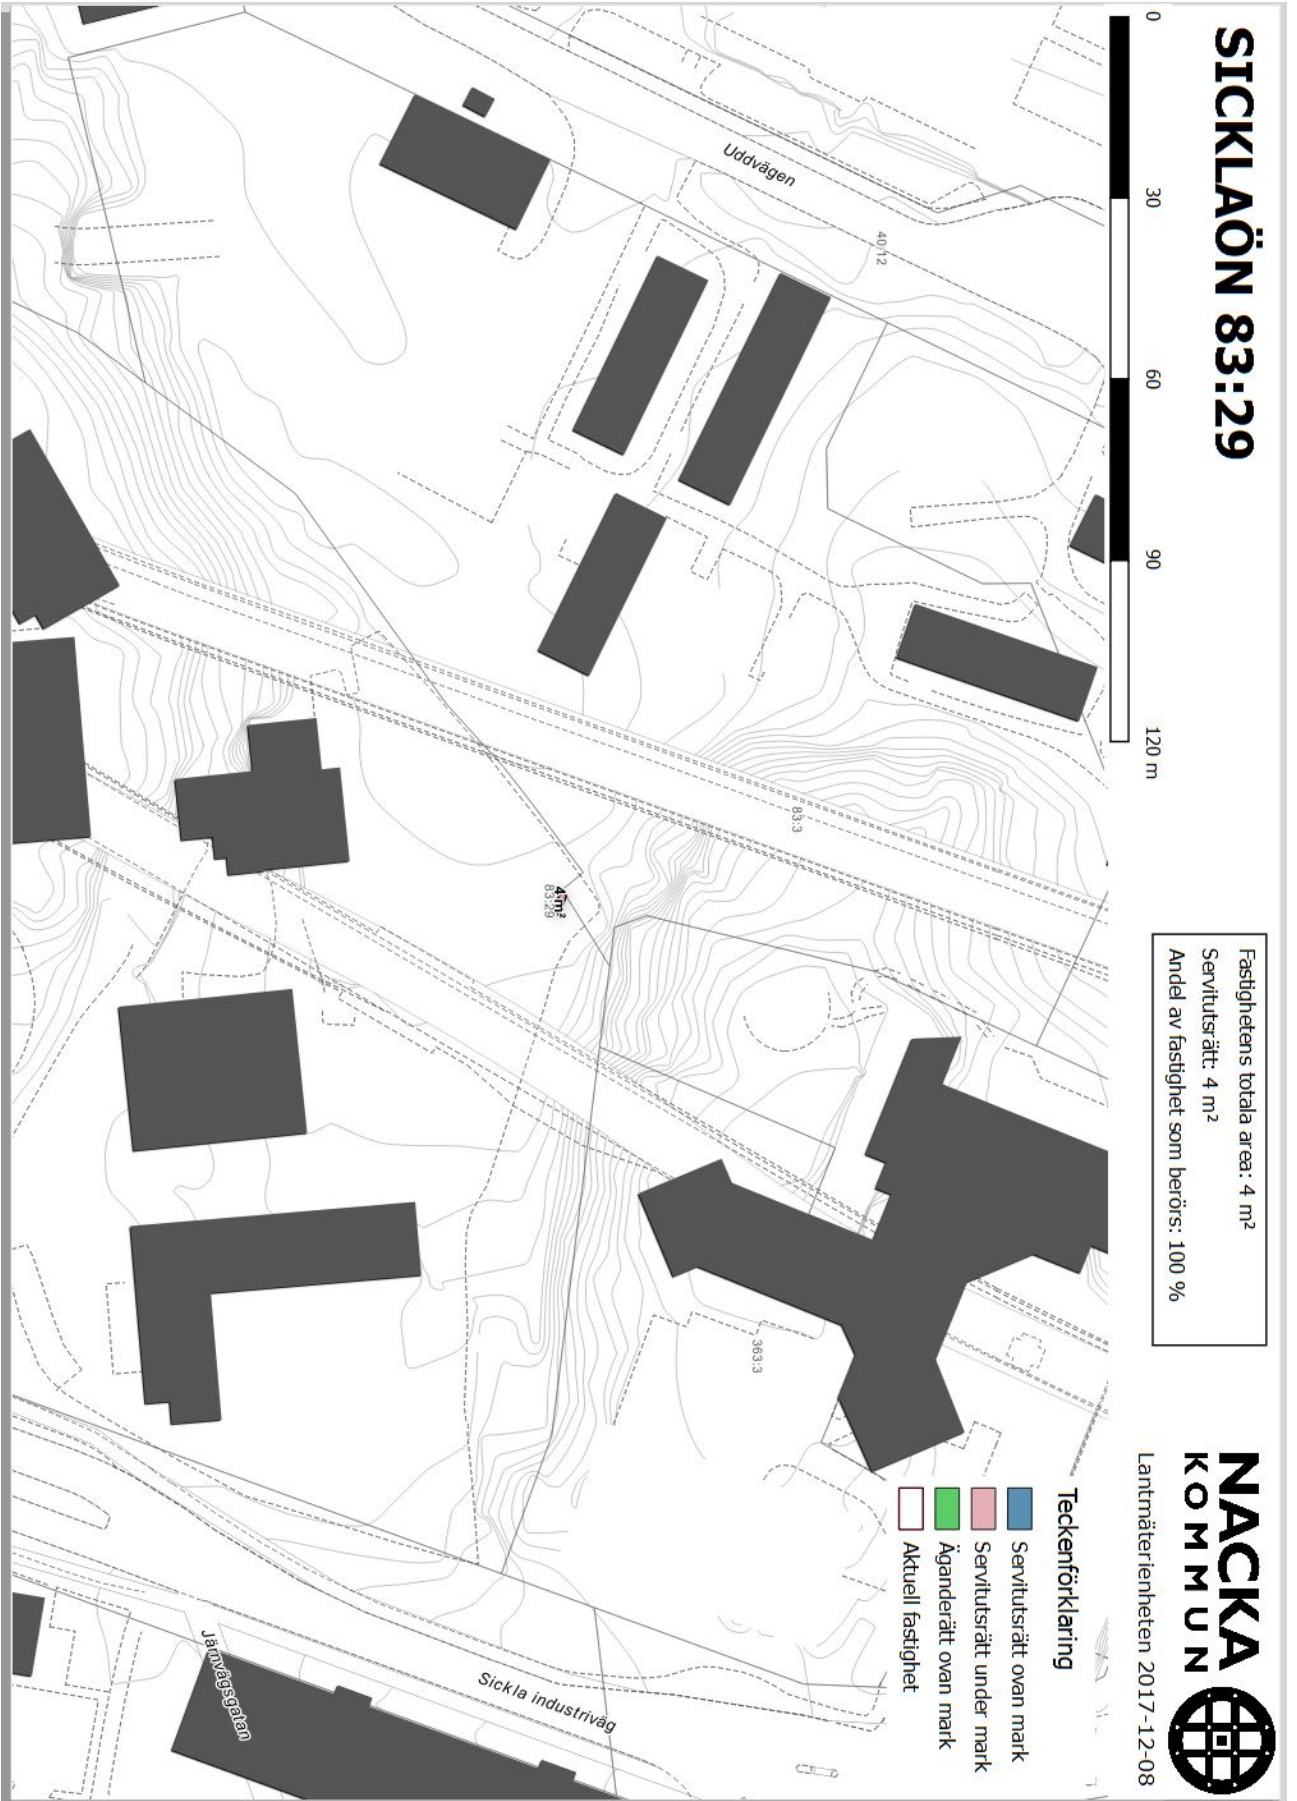 SICKLAÖN 83:29
0 30 60 90 120 m
Fastighetens totala area: 4 m²
Servitutsrätt: 4 m²
Andel av fastighet som berörs: 100 %
NACKA
KOMMUN
Lantmäterienheten 2017-12-08
Teckenförklaring
Servitutsrätt ovan mark
Servitutsrätt under mark
Äganderätt ovan mark
Aktuell fastighet
Uddvägen
40:12
83:3
4 m²
83:29
363:3
Sickla industriväg
Järnvägsgatan